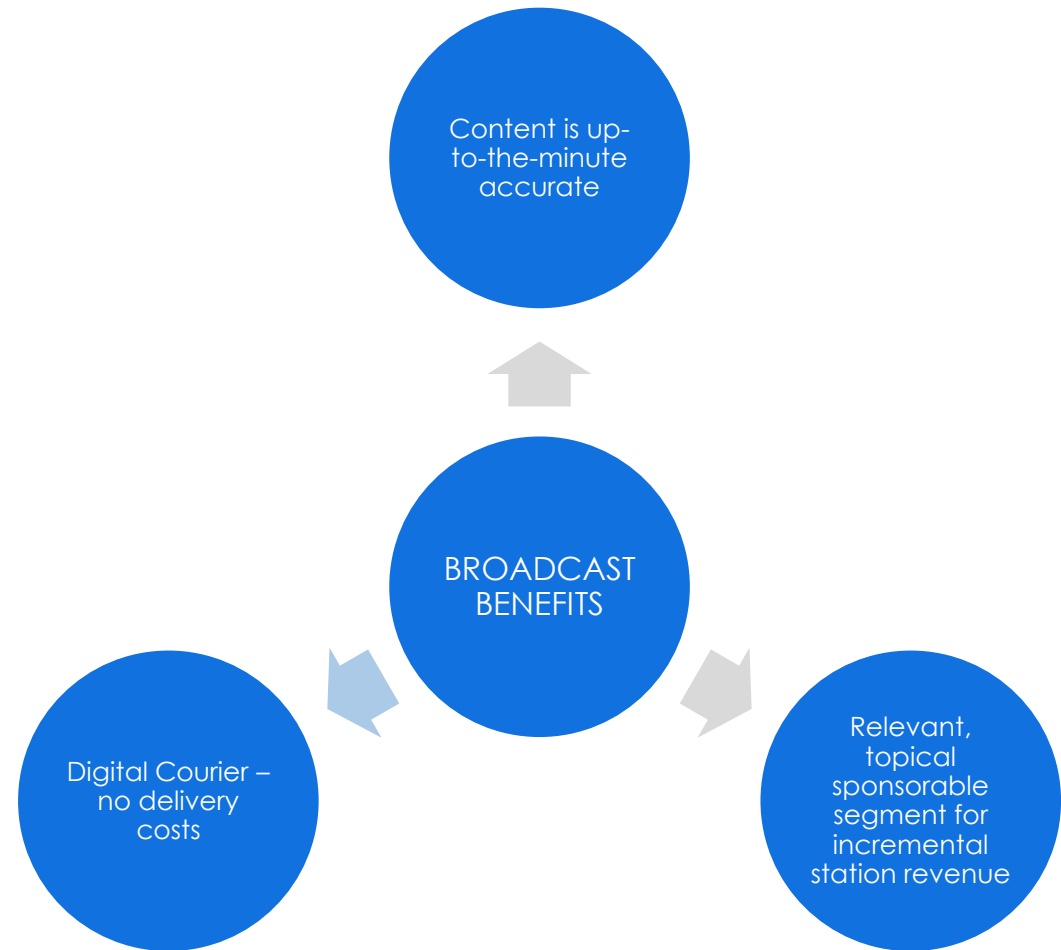 Content is up-
to-the-minute
accurate
BROADCAST
BENEFITS
Digital Courier –
no delivery
costs
Relevant,
topical
sponsorable
segment for
incremental
station revenue